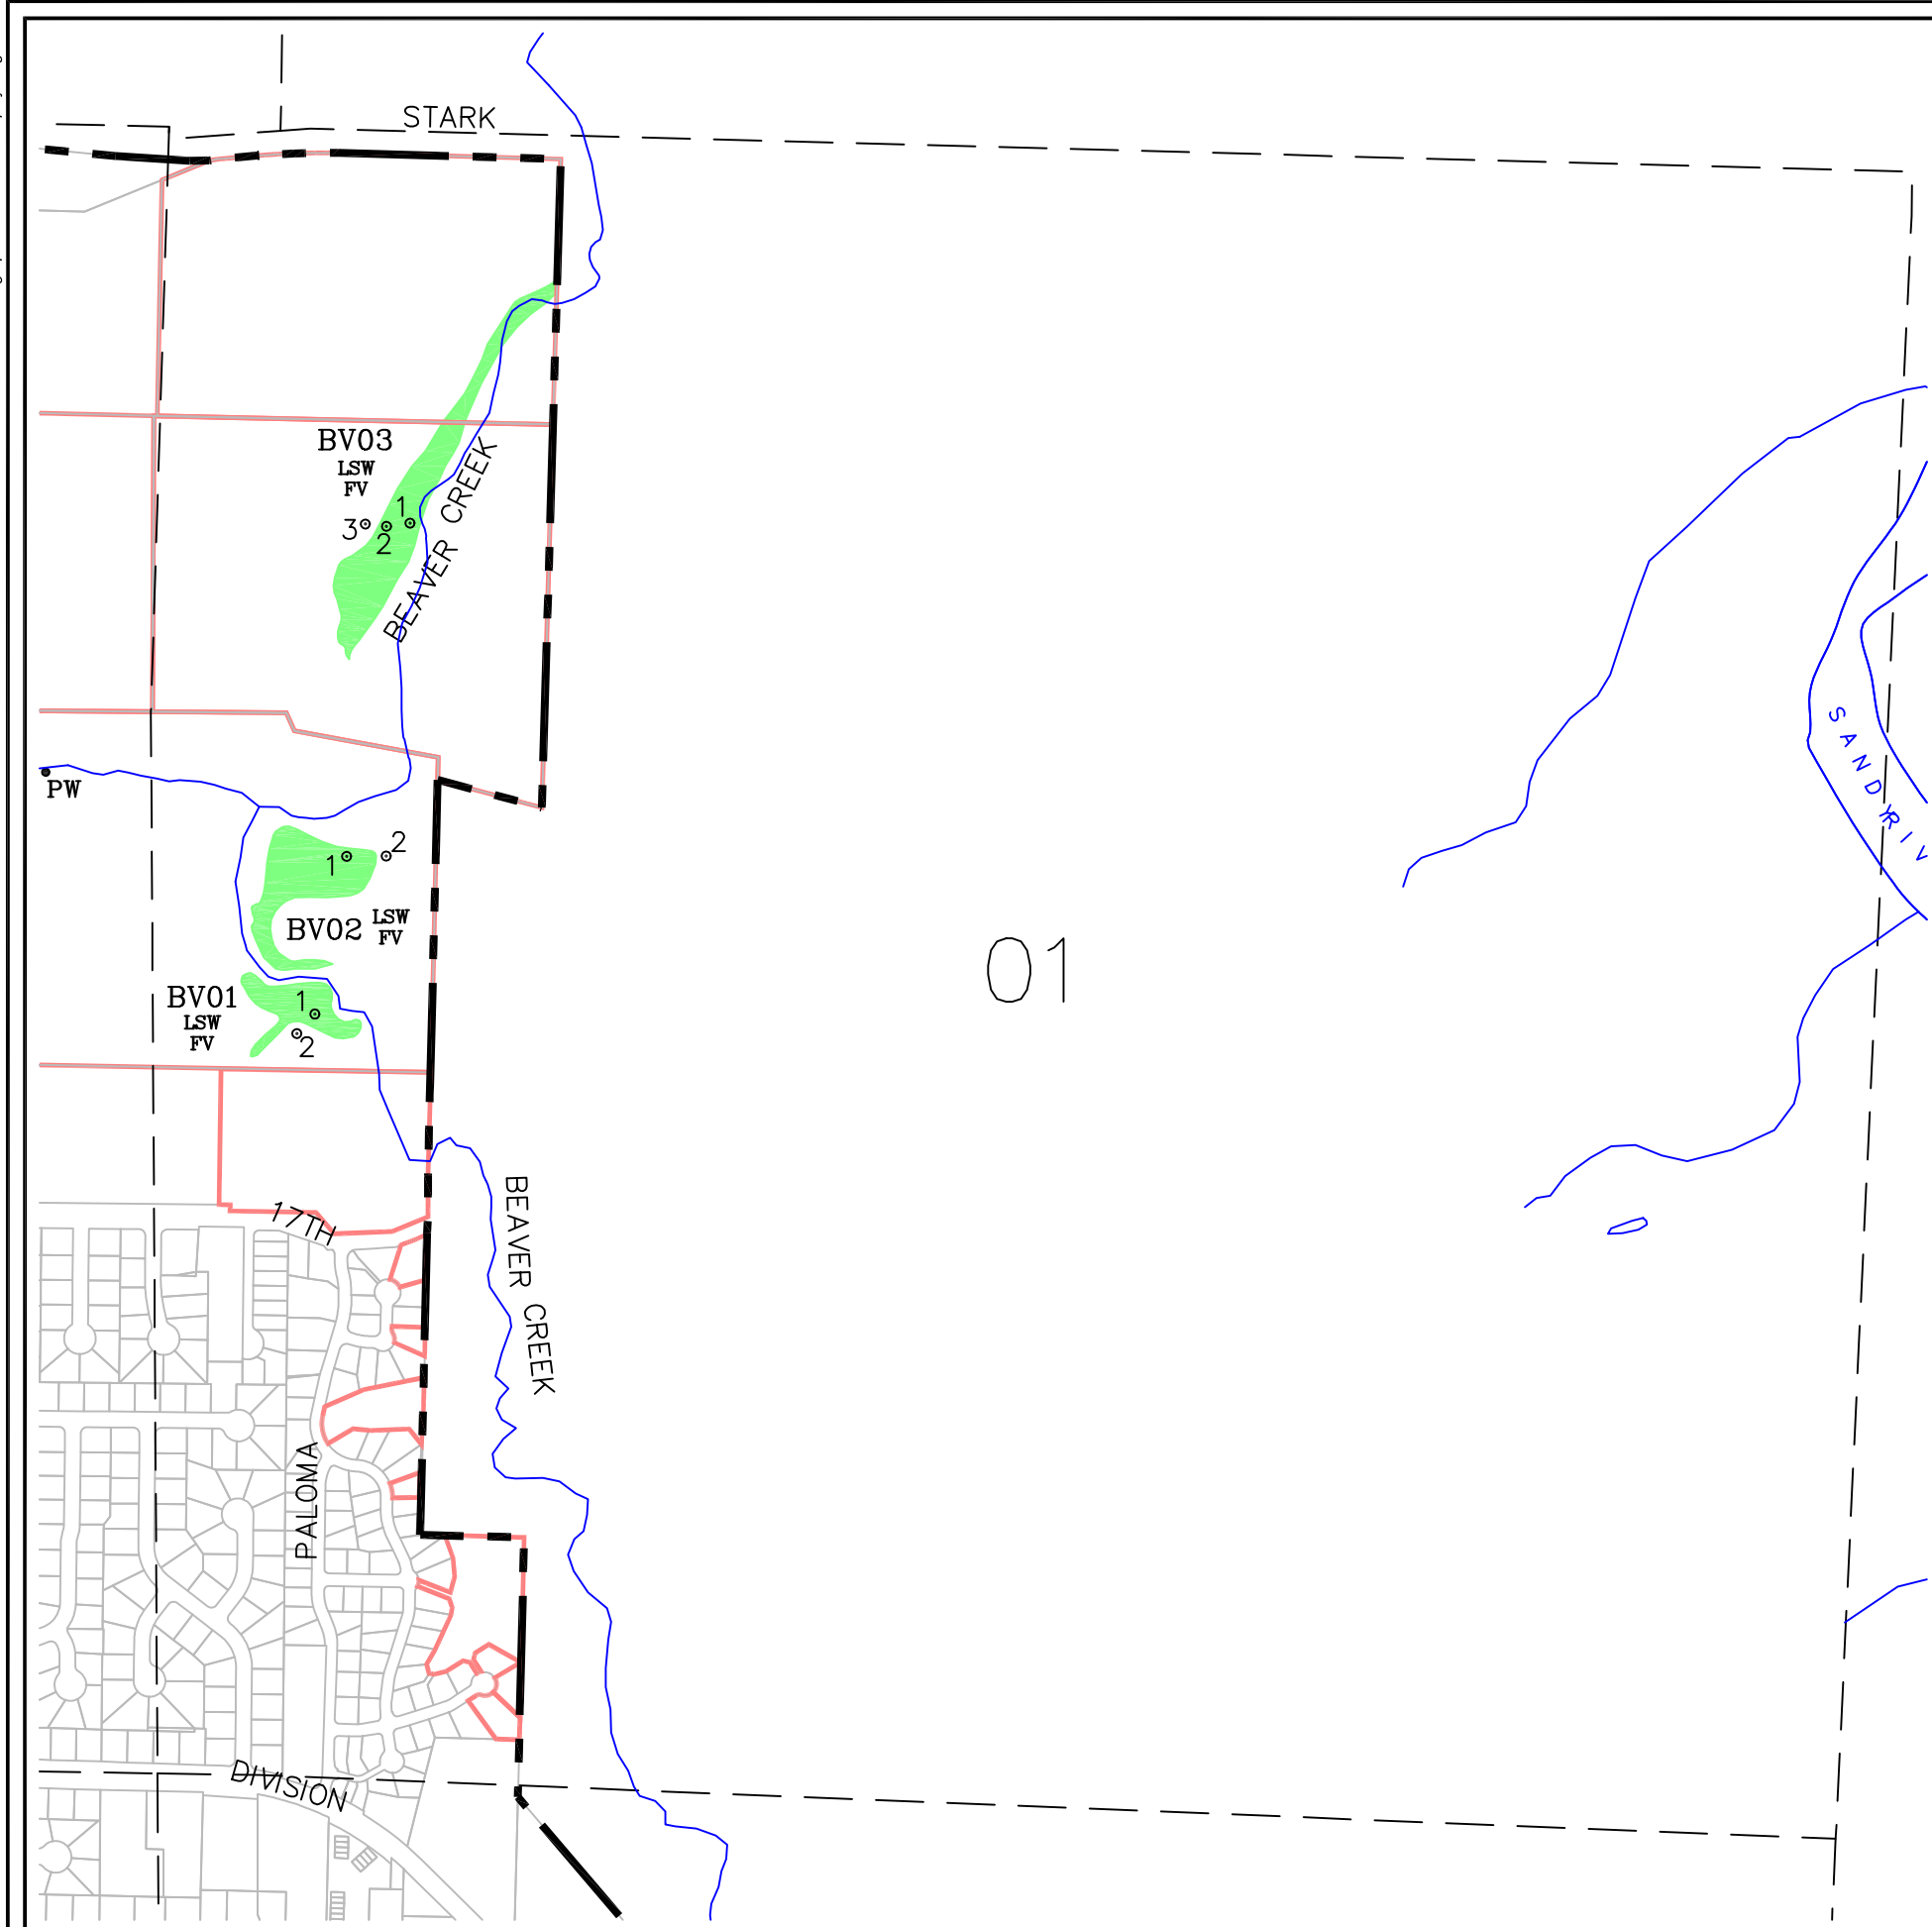 STARK
BV03
LSW
FV
1
3
2
BEAVER CREEK
PW
2
1
BV02 LSW
FV
BV01
LSW
FV
1
2
01
SANDY RIV
17TH
BEAVER CREEK
PALOMA
DIVISION